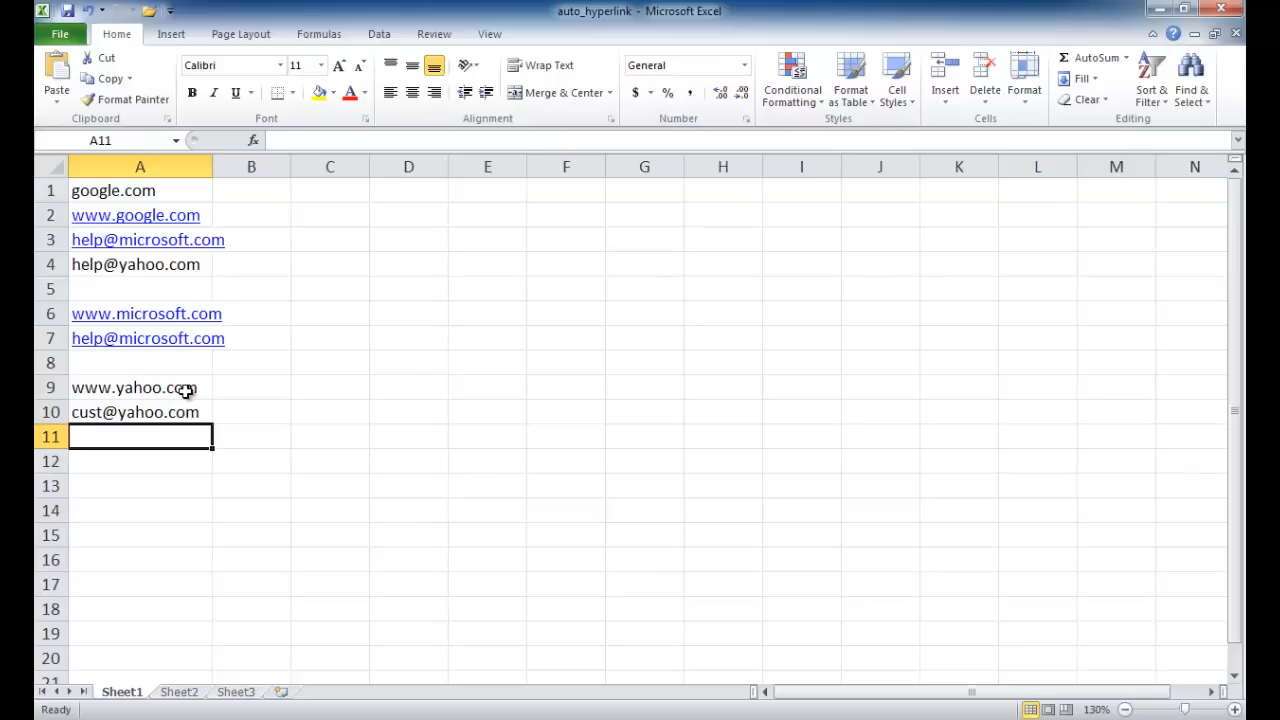 auto_hyperlink - Microsoft Excel
File Home Insert Page Layout Formulas Data Review View
Paste
Cut
Copy
Format Painter
Clipboard
Calibri 11
B I U A
Font
Wrap Text
Merge & Center
Alignment
General
$ % , .0 .00 .00 .0
Number
Conditional Formatting
Format as Table
Cell Styles
Styles
Insert Delete Format
Cells
Σ AutoSum
Fill
Clear
Sort & Filter
Find & Select
Editing
A11 fx
A B C D E F G H I J K L M N
1 google.com
2 www.google.com
3 help@microsoft.com
4 help@yahoo.com
5
6 www.microsoft.com
7 help@microsoft.com
8
9 www.yahoo.com
10 cust@yahoo.com
11
12
13
14
15
16
17
18
19
20
21
Sheet1 Sheet2 Sheet3
Ready 130%